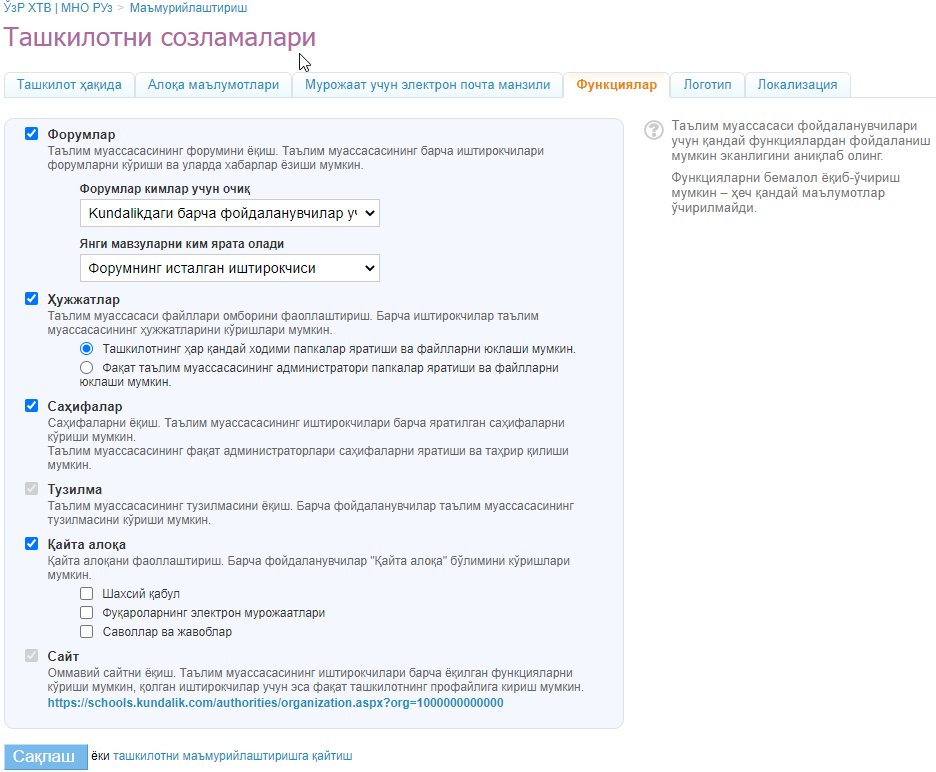 ЎзР ХТВ | МНО РУз > Маъмурийлаштириш
Ташкилотни созламалари
Ташкилот ҳақида
Алоқа маълумотлари
Мурожаат учун электрон почта манзили
Функциялар
Логотип
Локализация
Форумлар
Таълим муассасасининг форумини ёқиш. Таълим муассасасининг барча иштирокчилари
форумларни кўриши ва уларда хабарлар ёзиши мумкин.
Форумлар кимлар учун очиқ
Kundalikдаги барча фойдаланувчилар уч
Янги мавзуларни ким ярата олади
Форумнинг исталган иштирокчиси
Ҳужжатлар
Таълим муассасаси файллари омборини фаоллаштириш. Барча иштирокчилар таълим
муассасасининг ҳужжатларини кўришлари мумкин.
Ташкилотнинг ҳар қандай ходими папкалар яратиши ва файлларни юклаши мумкин.
Фақат таълим муассасасининг администратори папкалар яратиши ва файлларни
юклаши мумкин.
Саҳифалар
Саҳифаларни ёқиш. Таълим муассасасининг иштирокчилари барча яратилган саҳифаларни
кўриши мумкин.
Таълим муассасасининг фақат администраторлари саҳифаларни яратиши ва таҳрир қилиши
мумкин.
Тузилма
Таълим муассасасининг тузилмасини ёқиш. Барча фойдаланувчилар таълим муассасасининг
тузилмасини кўриши мумкин.
Қайта алоқа
Қайта алоқани фаоллаштириш. Барча фойдаланувчилар "Қайта алоқа" бўлимини кўришлари
мумкин.
Шахсий қабул
Фуқароларнинг электрон мурожаатлари
Саволлар ва жавоблар
Сайт
Оммавий сайтни ёқиш. Таълим муассасасининг иштирокчилари барча ёқилган функцияларни
кўриши мумкин, қолган иштирокчилар учун эса фақат ташкилотнинг профайлига кириш мумкин.
https://schools.kundalik.com/authorities/organization.aspx?org=1000000000000
Таълим муассасаси фойдаланувчилари
учун қандай функциялардан фойдаланиш
мумкин эканлигини аниқлаб олинг.
Функцияларни бемалол ёқиб-ўчириш
мумкин – ҳеч қандай маълумотлар
ўчирилмайди.
Сақлаш ёки ташкилотни маъмурийлаштиришга қайтиш